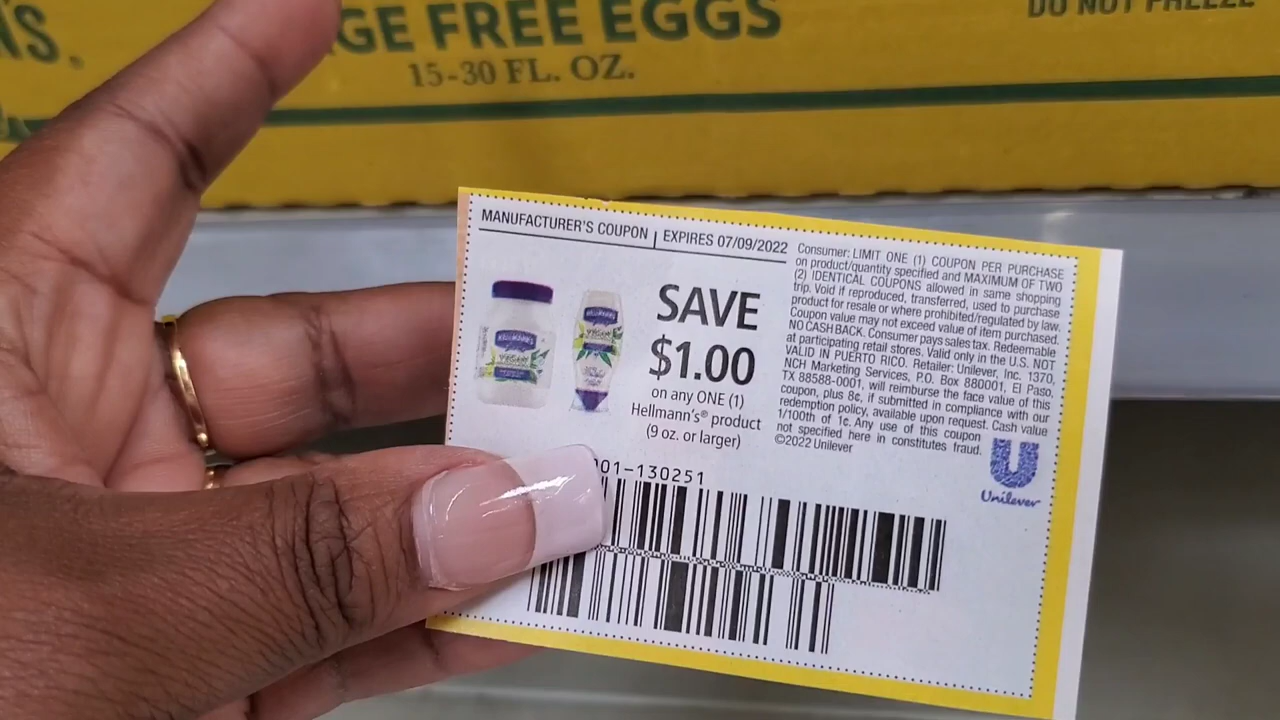 N'S.
GE FREE EGGS
15-30 FL. OZ.
DO NOT FREEZE
MANUFACTURER'S COUPON | EXPIRES 07/09/2022
SAVE
$1.00
on any ONE (1)
Hellmann's® product
(9 oz. or larger)
Consumer: LIMIT ONE (1) COUPON PER PURCHASE
on product/quantity specified and MAXIMUM OF TWO
(2) IDENTICAL COUPONS allowed in same shopping
trip. Void if reproduced, transferred, used to purchase
product for resale or where prohibited/regulated by law.
Coupon value may not exceed value of item purchased.
NO CASH BACK. Consumer pays sales tax. Redeemable
at participating retail stores. Valid only in the U.S. NOT
VALID IN PUERTO RICO. Retailer: Unilever, Inc. 1370,
NCH Marketing Services, P.O. Box 880001, El Paso,
TX 88588-0001, will reimburse the face value of this
coupon, plus 8¢, if submitted in compliance with our
redemption policy, available upon request. Cash value
1/100th of 1¢. Any use of this coupon
not specified here in constitutes fraud.
©2022 Unilever
Unilever
01-130251
HELLMANN'S
VEGAN
HELLMANN'S
VEGAN